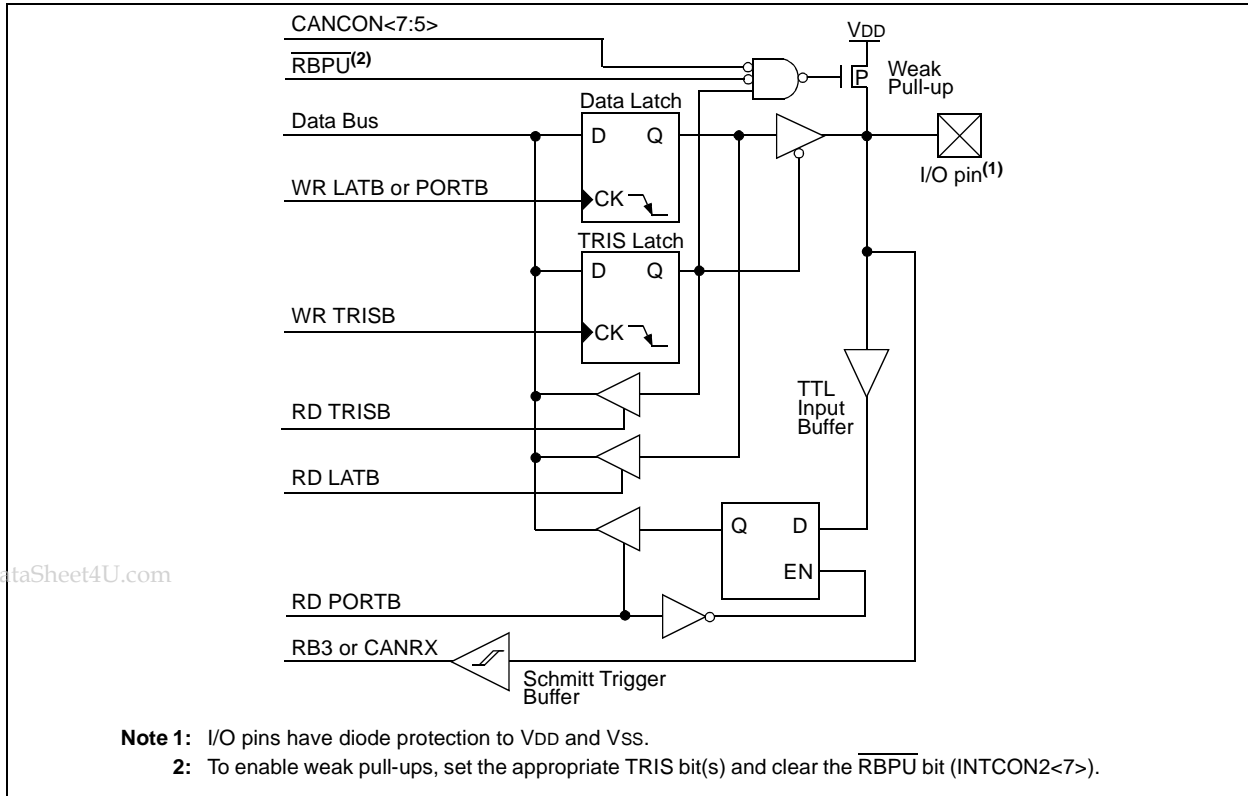 CANCON<7:5>
RBPU(2)
VDD
P
Weak
Pull-up
Data Latch
Data Bus
D Q
I/O pin(1)
WR LATB or PORTB
CK
TRIS Latch
D Q
WR TRISB
CK
TTL
Input
Buffer
RD TRISB
RD LATB
Q D
EN
ataSheet4U.com
RD PORTB
RB3 or CANRX
Schmitt Trigger
Buffer
Note 1: I/O pins have diode protection to VDD and VSS.
2: To enable weak pull-ups, set the appropriate TRIS bit(s) and clear the RBPU bit (INTCON2<7>).